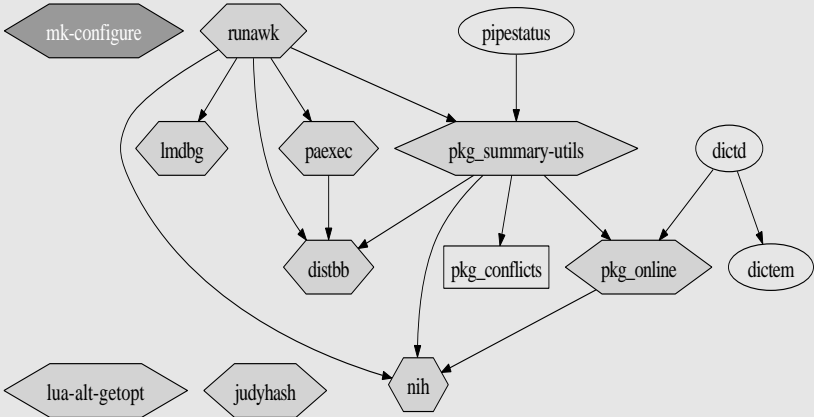 mk-configure
runawk
pipestatus
lmdbg
paexec
pkg_summary-utils
dictd
distbb
pkg_conflicts
pkg_online
dictem
lua-alt-getopt
judyhash
nih